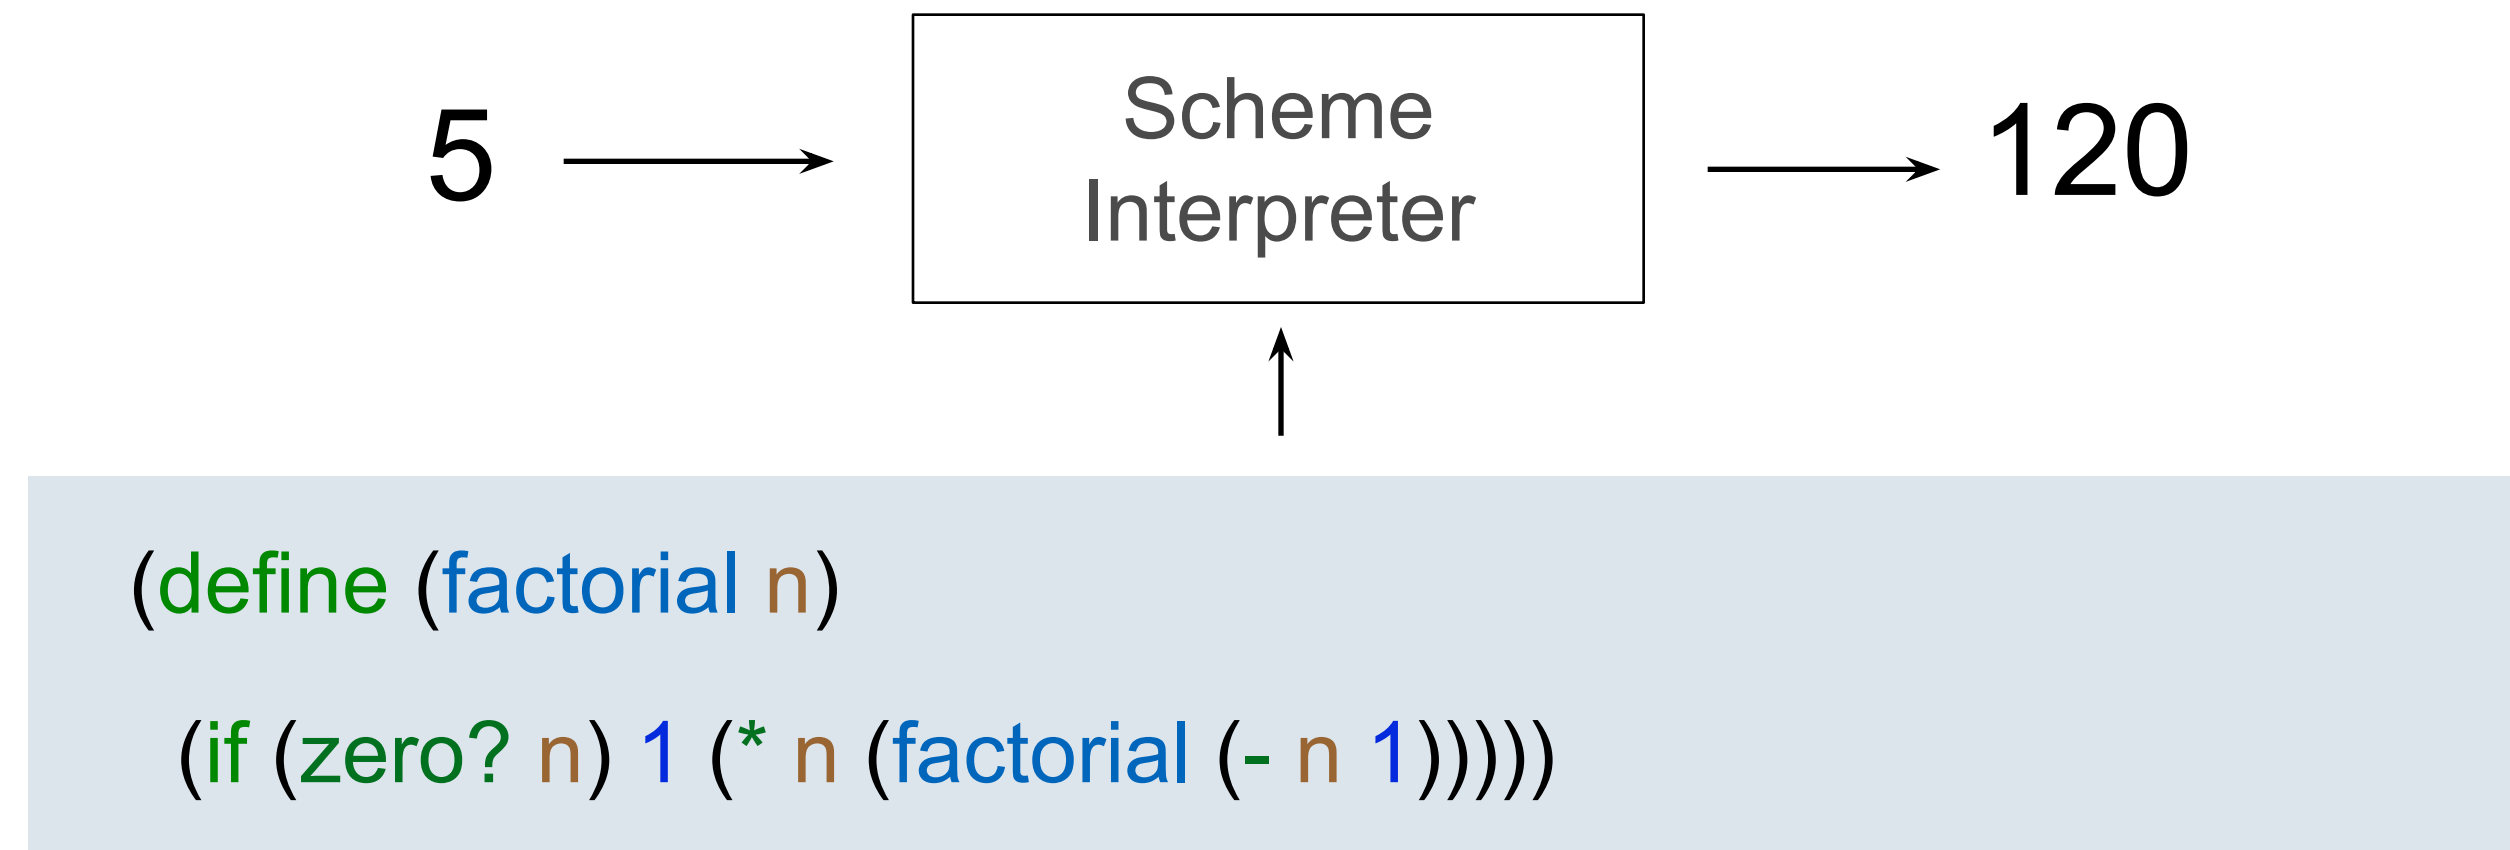 5
Scheme
Interpreter
120
(define (factorial n)
(if (zero? n) 1 (* n (factorial (- n 1)))))